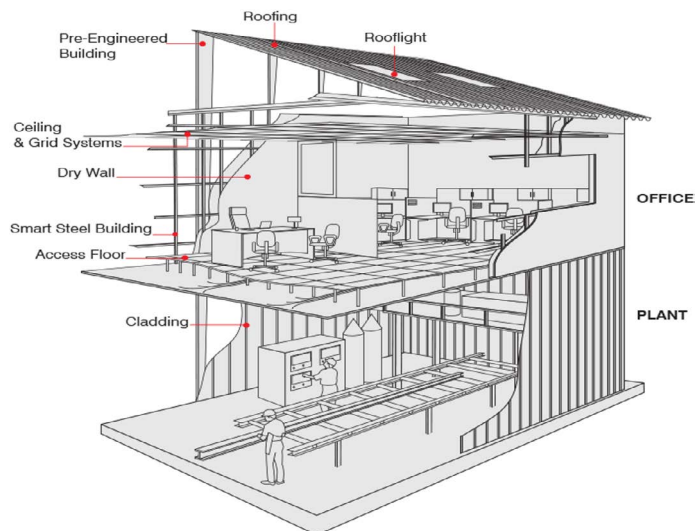 Roofing
Pre-Engineered
Building
Rooflight
Ceiling
& Grid Systems
Dry Wall
OFFICE
Smart Steel Building
Access Floor
Cladding
PLANT